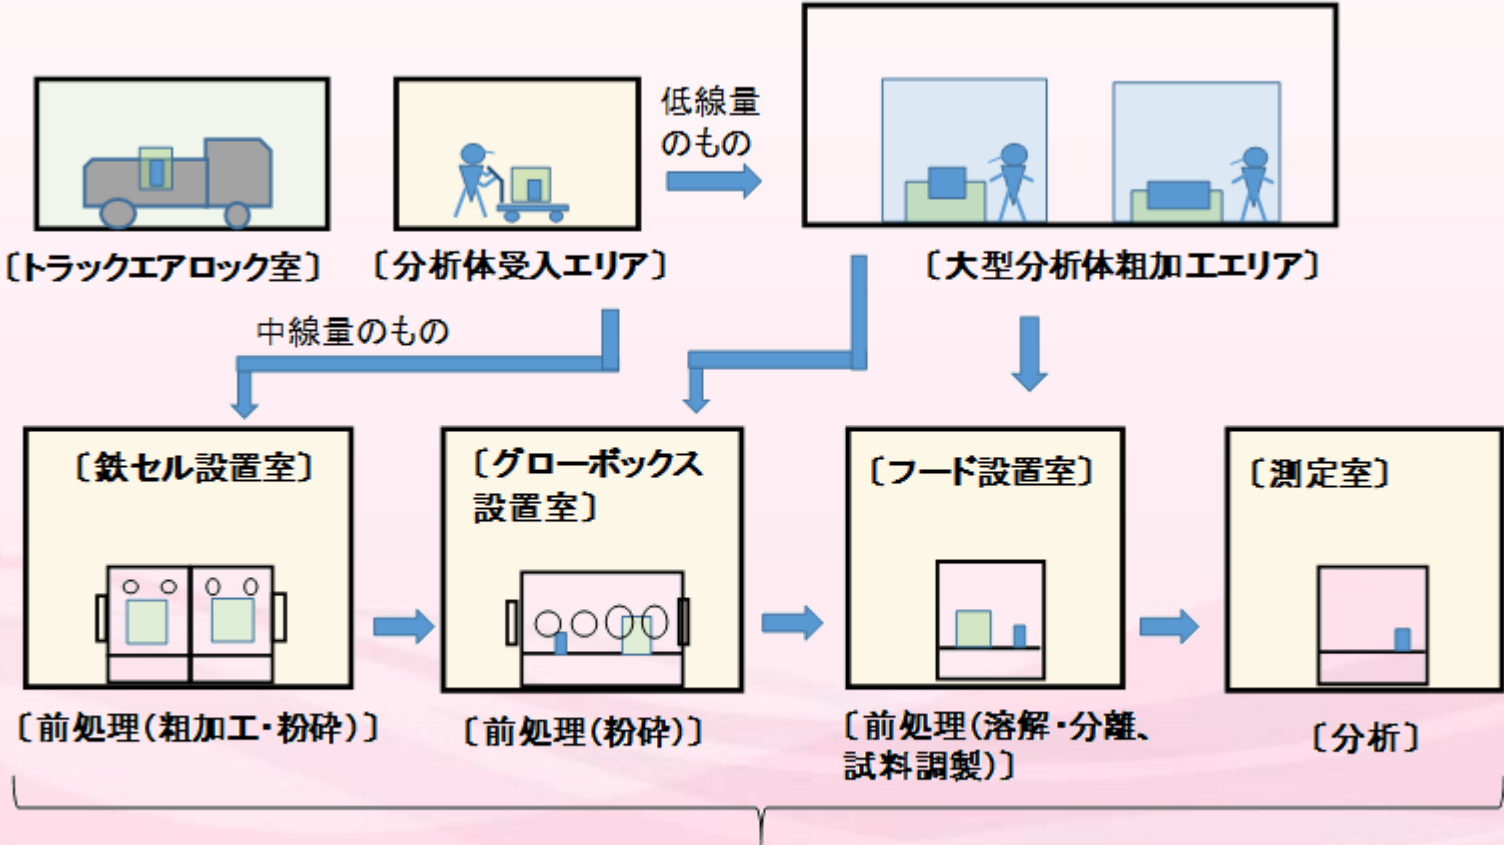 低線量
のもの
〔トラックエアロック室〕
〔分析体受入エリア〕
〔大型分析体粗加工エリア〕
中線量のもの
〔鉄セル設置室〕
〔グローボックス
設置室〕
〔フード設置室〕
〔測定室〕
〔前処理(粗加工・粉砕)〕
〔前処理(粉砕)〕
〔前処理(溶解・分離、
試料調製)〕
〔分析〕